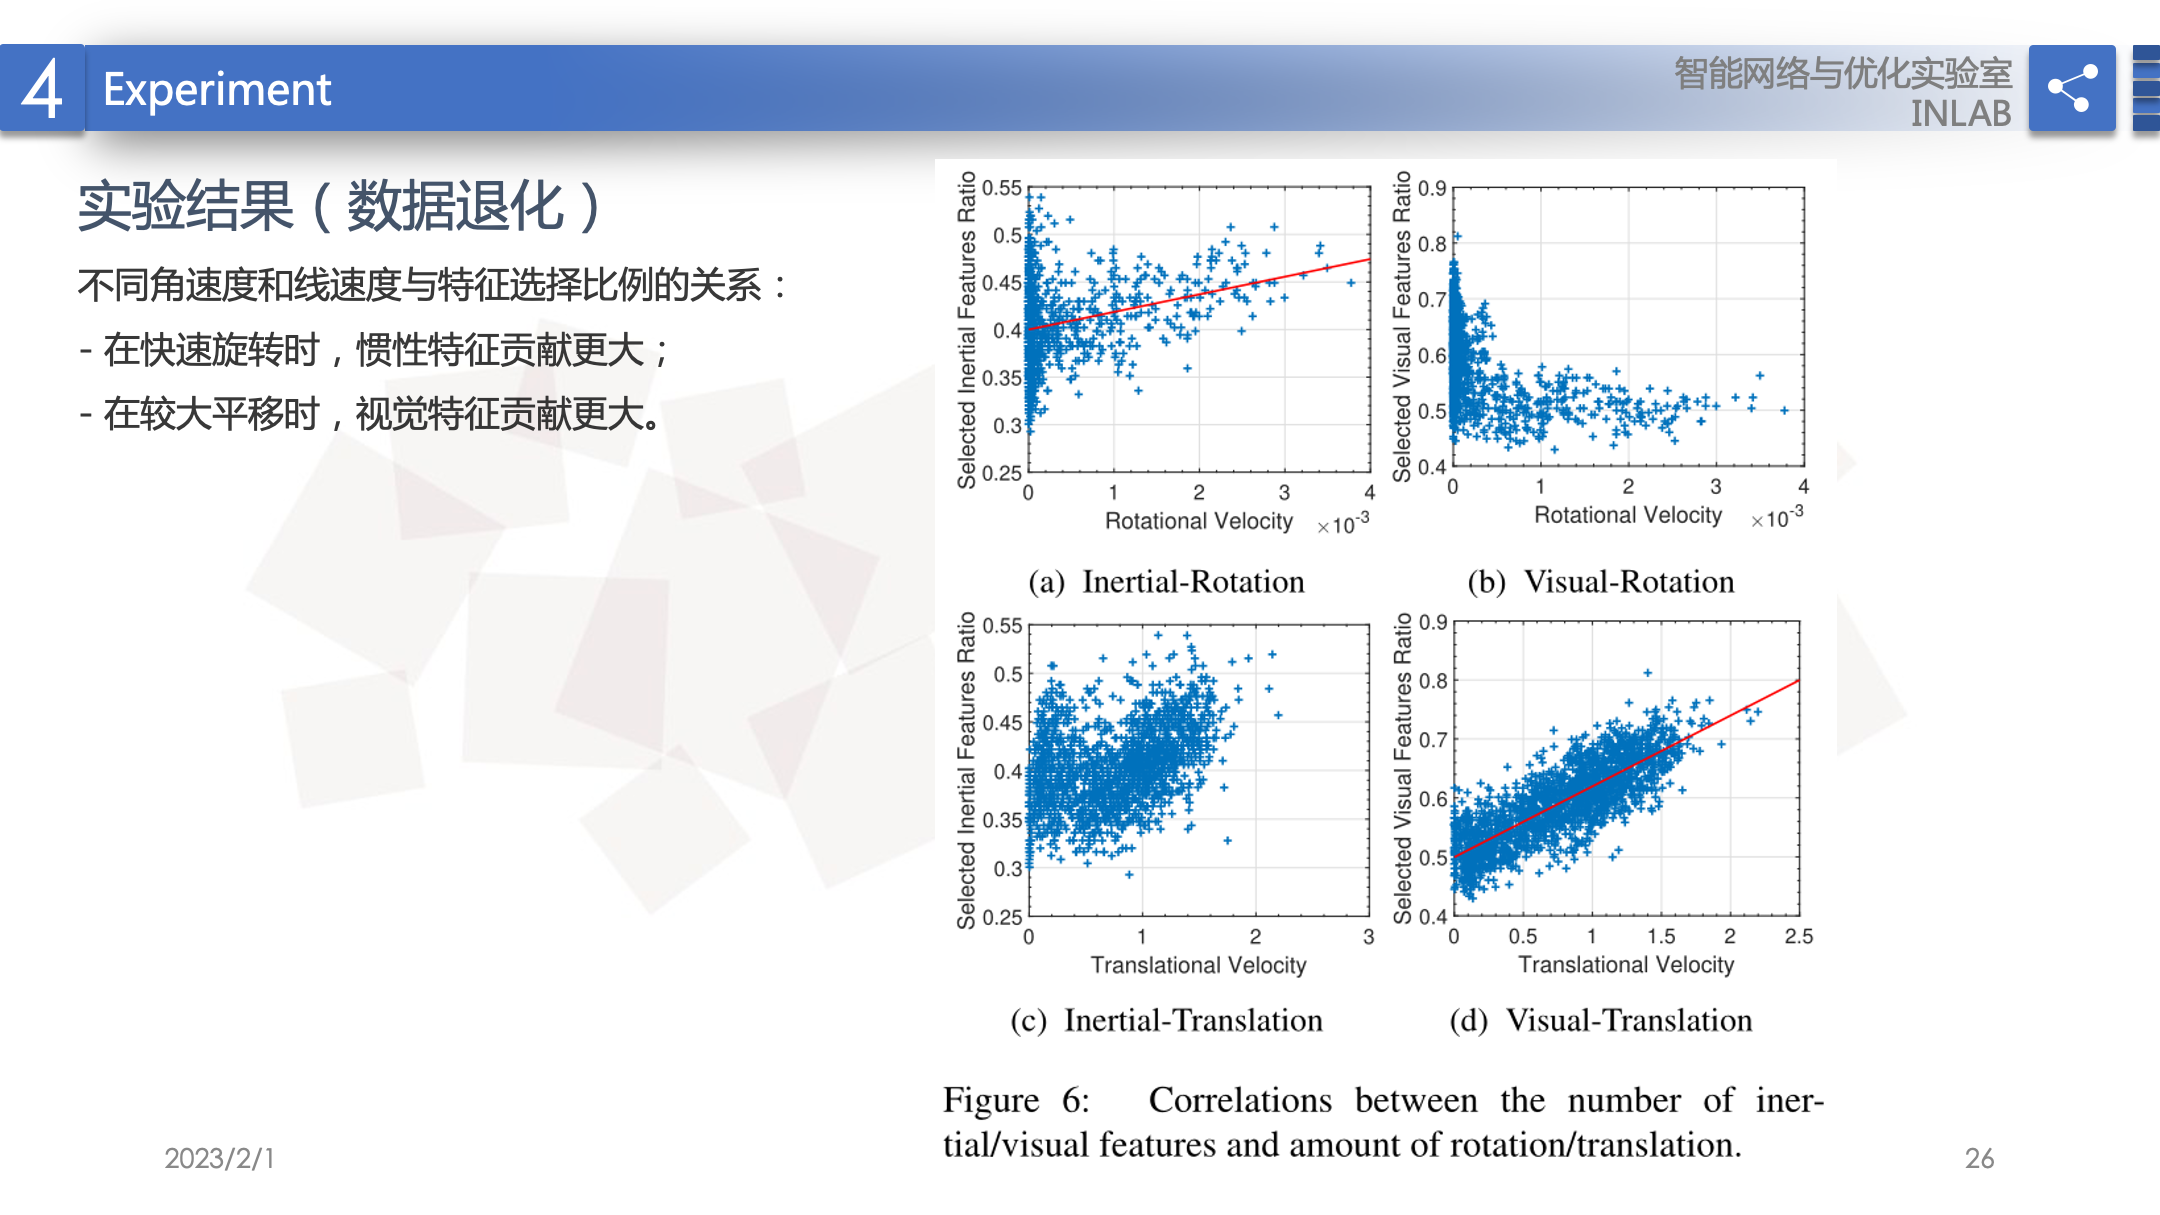 4
Experiment
智能网络与优化实验室
INLAB
实验结果（数据退化）
不同角速度和线速度与特征选择比例的关系：
- 在快速旋转时，惯性特征贡献更大；
- 在较大平移时，视觉特征贡献更大。
Selected Inertial Features Ratio
0.55
0.5
0.45
0.4
0.35
0.3
0.25
0 1 2 3 4
Rotational Velocity ×10-3
(a) Inertial-Rotation
Selected Visual Features Ratio
0.9
0.8
0.7
0.6
0.5
0.4
0 1 2 3 4
Rotational Velocity ×10-3
(b) Visual-Rotation
Selected Inertial Features Ratio
0.55
0.5
0.45
0.4
0.35
0.3
0.25
0 1 2 3
Translational Velocity
(c) Inertial-Translation
Selected Visual Features Ratio
0.9
0.8
0.7
0.6
0.5
0.4
0 0.5 1 1.5 2 2.5
Translational Velocity
(d) Visual-Translation
Figure 6: Correlations between the number of iner-
tial/visual features and amount of rotation/translation.
2023/2/1
26